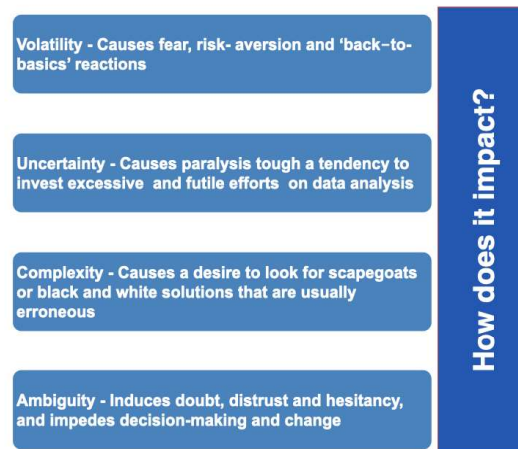 Volatility - Causes fear, risk- aversion and ‘back–to-
basics’ reactions
Uncertainty - Causes paralysis tough a tendency to
invest excessive and futile efforts on data analysis
Complexity - Causes a desire to look for scapegoats
or black and white solutions that are usually
erroneous
Ambiguity - Induces doubt, distrust and hesitancy,
and impedes decision-making and change
How does it impact?